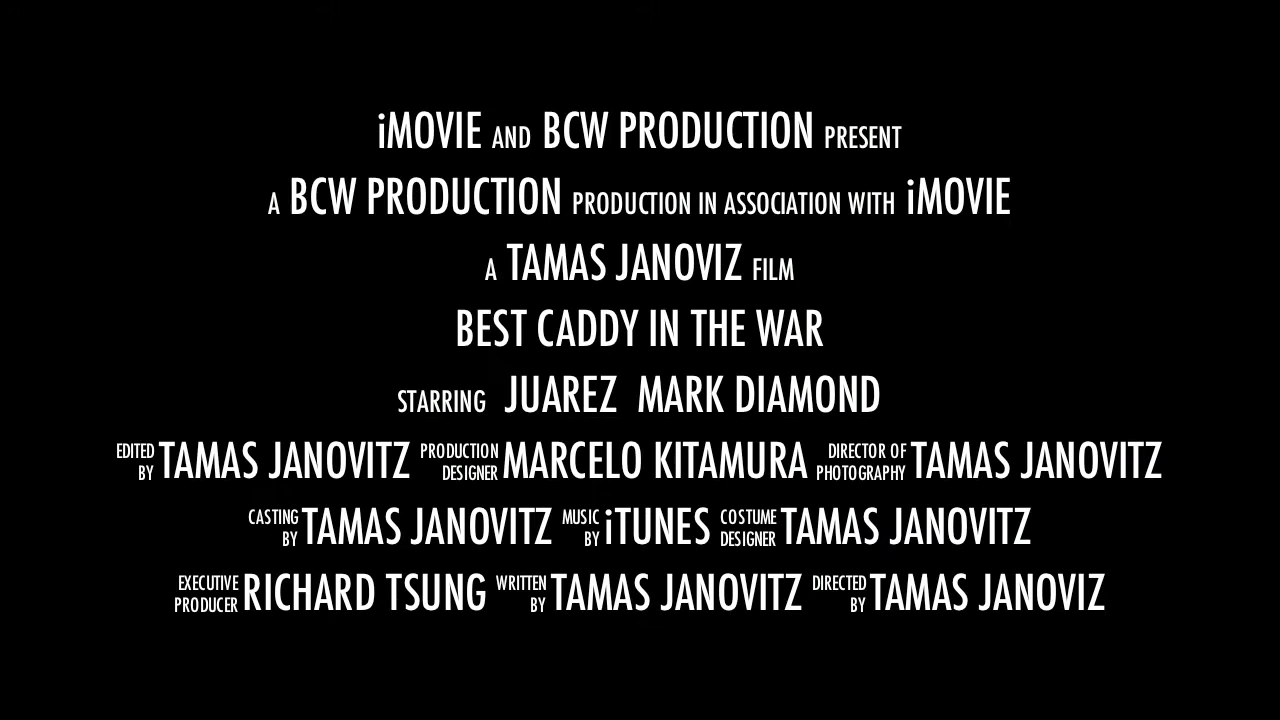 iMOVIE AND BCW PRODUCTION PRESENT
A BCW PRODUCTION PRODUCTION IN ASSOCIATION WITH iMOVIE
A TAMAS JANOVIZ FILM
BEST CADDY IN THE WAR
STARRING JUAREZ MARK DIAMOND
EDITED BY TAMAS JANOVITZ PRODUCTION DESIGNER MARCELO KITAMURA DIRECTOR OF PHOTOGRAPHY TAMAS JANOVITZ
CASTING BY TAMAS JANOVITZ MUSIC BY iTUNES COSTUME DESIGNER TAMAS JANOVITZ
EXECUTIVE PRODUCER RICHARD TSUNG WRITTEN BY TAMAS JANOVITZ DIRECTED BY TAMAS JANOVIZ